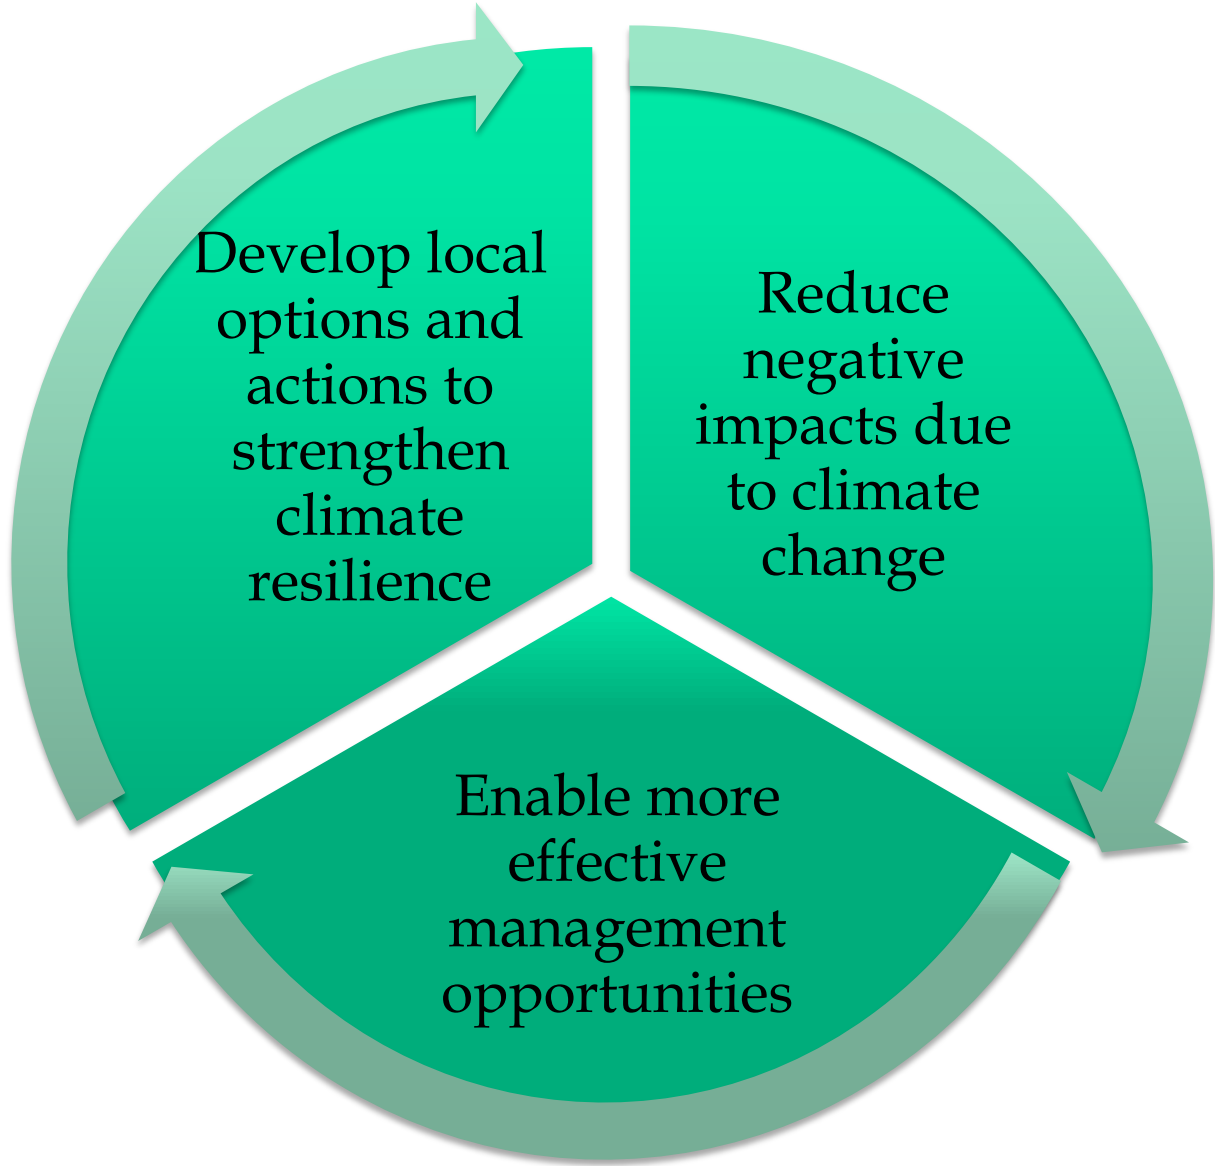 Develop local
options and
actions to
strengthen
climate
resilience
Reduce
negative
impacts due
to climate
change
Enable more
effective
management
opportunities